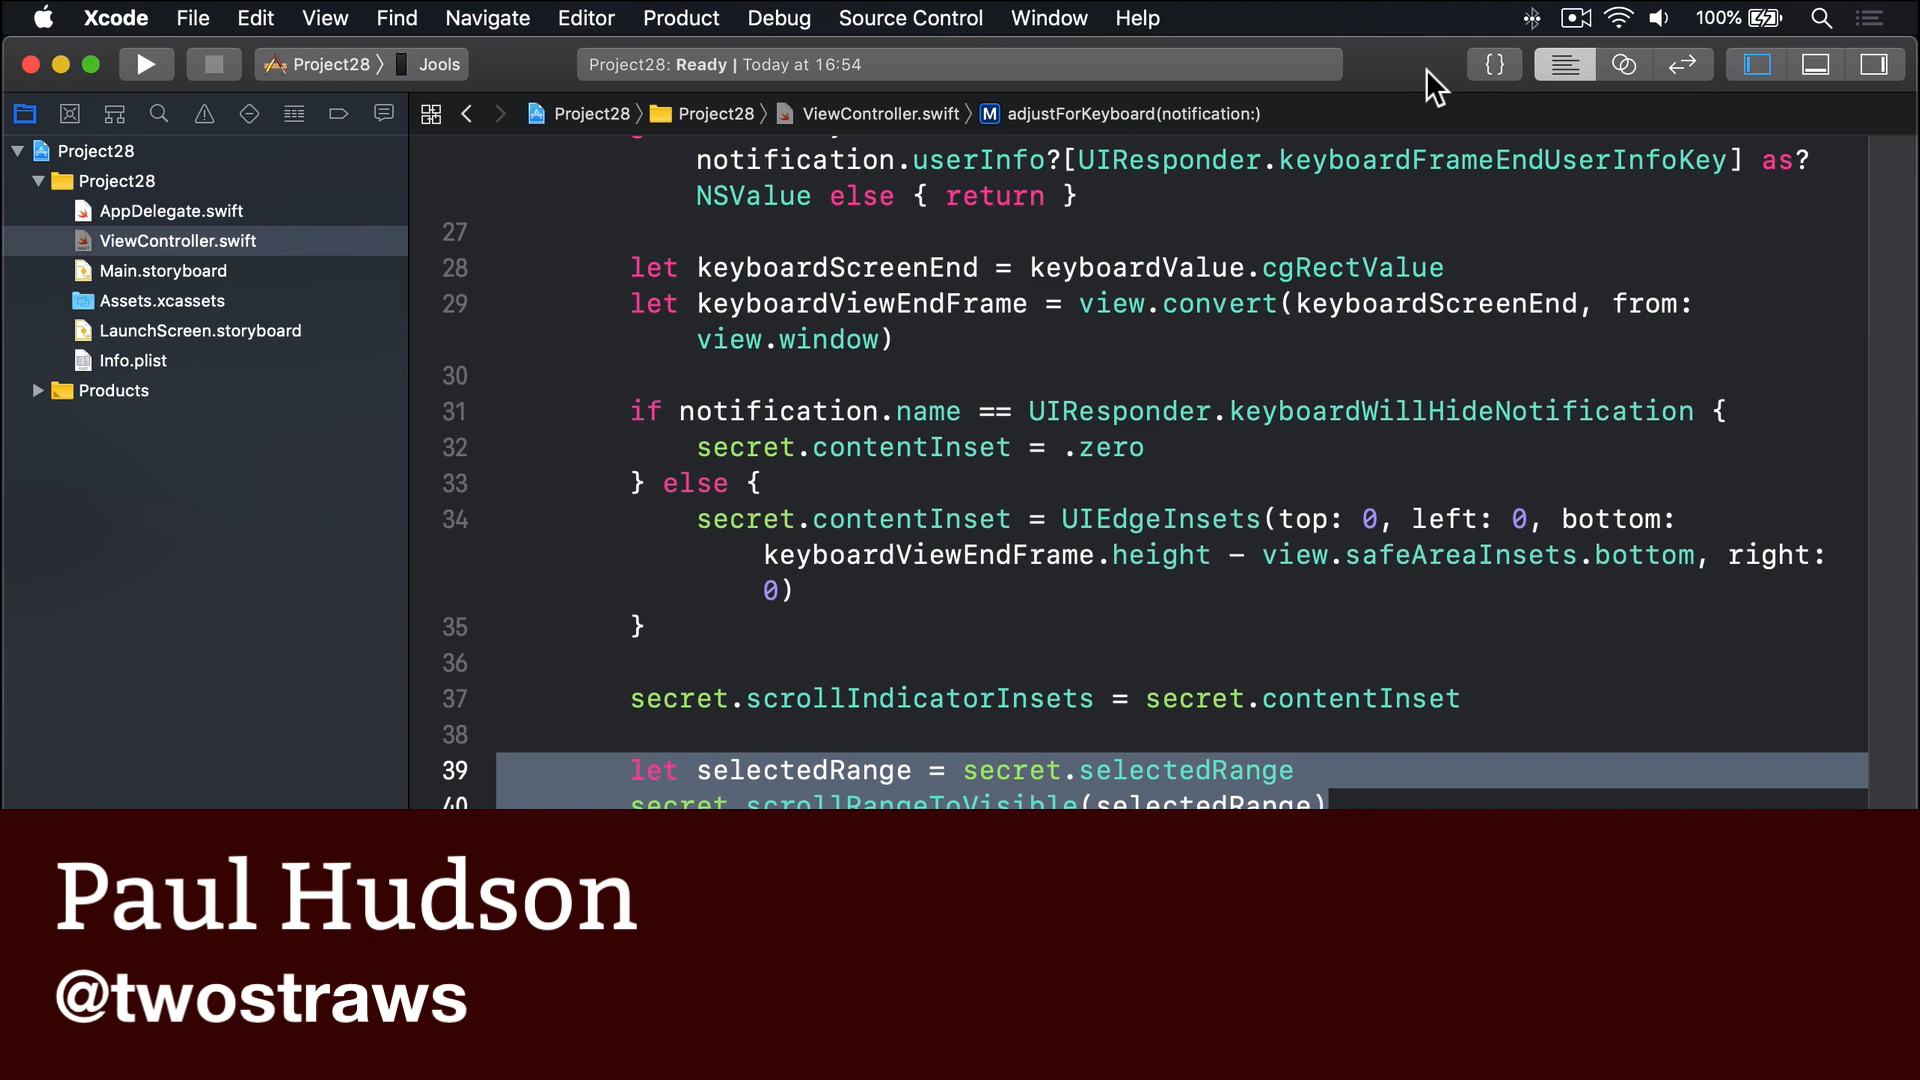 Xcode File Edit View Find Navigate Editor Product Debug Source Control Window Help 100%
Project28 Jools Project28: Ready | Today at 16:54 {}
Project28 Project28 ViewController.swift M adjustForKeyboard(notification:)
Project28
Project28
AppDelegate.swift
ViewController.swift
Main.storyboard
Assets.xcassets
LaunchScreen.storyboard
Info.plist
Products
notification.userInfo?[UIResponder.keyboardFrameEndUserInfoKey] as?
NSValue else { return }
27
28 let keyboardScreenEnd = keyboardValue.cgRectValue
29 let keyboardViewEndFrame = view.convert(keyboardScreenEnd, from:
view.window)
30
31 if notification.name == UIResponder.keyboardWillHideNotification {
32 secret.contentInset = .zero
33 } else {
34 secret.contentInset = UIEdgeInsets(top: 0, left: 0, bottom:
keyboardViewEndFrame.height - view.safeAreaInsets.bottom, right:
0)
35 }
36
37 secret.scrollIndicatorInsets = secret.contentInset
38
39 let selectedRange = secret.selectedRange
40 secret.scrollRangeToVisible(selectedRange)
Paul Hudson
@twostraws